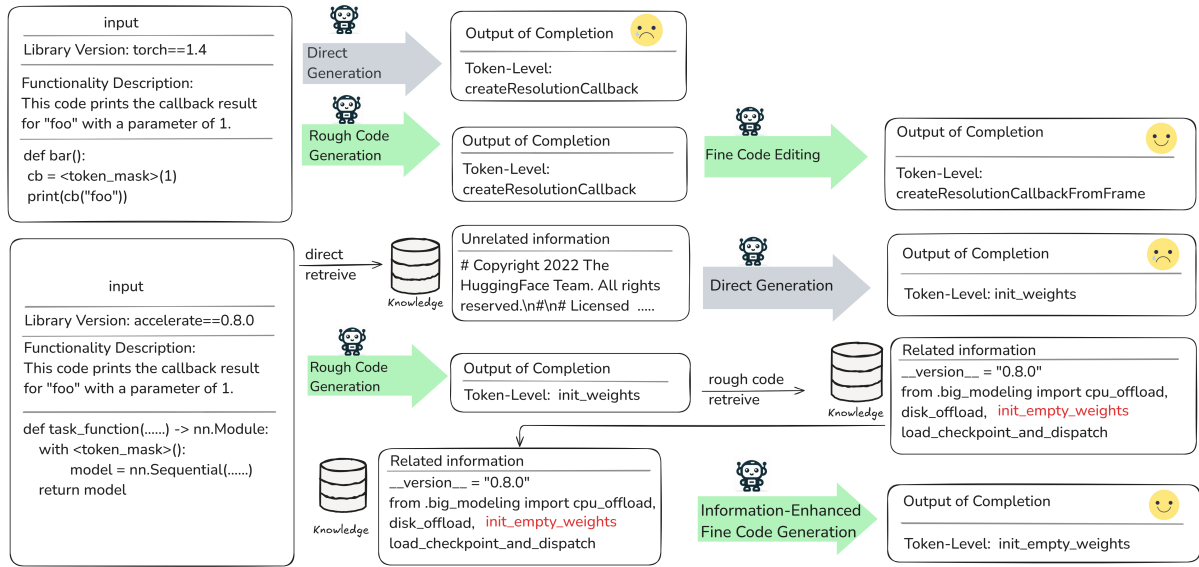 input
Library Version: torch==1.4
Functionality Description:
This code prints the callback result
for "foo" with a parameter of 1.
def bar():
cb = <token_mask>(1)
print(cb("foo"))
Direct
Generation
Output of Completion
Token-Level:
createResolutionCallback
Rough Code
Generation
Output of Completion
Token-Level:
createResolutionCallback
Fine Code Editing
Output of Completion
Token-Level:
createResolutionCallbackFromFrame
input
Library Version: accelerate==0.8.0
Functionality Description:
This code prints the callback result
for "foo" with a parameter of 1.
def task_function(......) -> nn.Module:
with <token_mask>():
model = nn.Sequential(......)
return model
direct
retreive
Knowledge
Unrelated information
# Copyright 2022 The
HuggingFace Team. All rights
reserved.\n#\n# Licensed .....
Direct Generation
Output of Completion
Token-Level: init_weights
Rough Code
Generation
Output of Completion
Token-Level: init_weights
rough code
retreive
Knowledge
Related information
__version__ = "0.8.0"
from .big_modeling import cpu_offload,
disk_offload, init_empty_weights
load_checkpoint_and_dispatch
Knowledge
Related information
__version__ = "0.8.0"
from .big_modeling import cpu_offload,
disk_offload, init_empty_weights
load_checkpoint_and_dispatch
Information-Enhanced
Fine Code Generation
Output of Completion
Token-Level: init_empty_weights